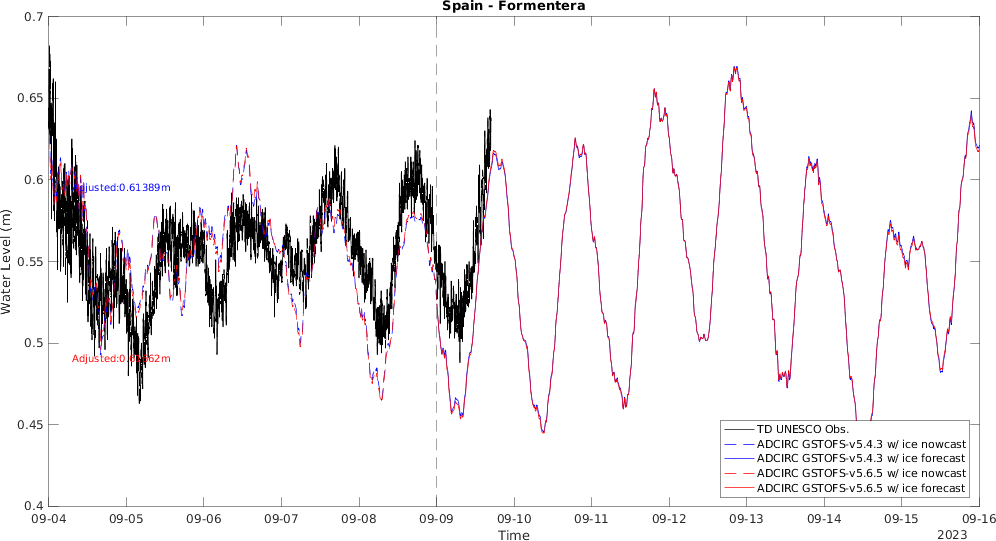 Spain - Formentera
0.7
0.65
0.6
0.55
0.5
0.45
0.4
Water Level (m)
Adjusted:0.61389m
09-04
09-05
09-06
09-07
09-08
09-09
09-10
09-11
09-12
09-13
09-14
09-15
09-16
Time
2023
TD UNESCO Obs.
ADCIRC GSTOFS-v5.4.3 w/ ice nowcast
ADCIRC GSTOFS-v5.4.3 w/ ice forecast
ADCIRC GSTOFS-v5.6.5 w/ ice nowcast
ADCIRC GSTOFS-v5.6.5 w/ ice forecast